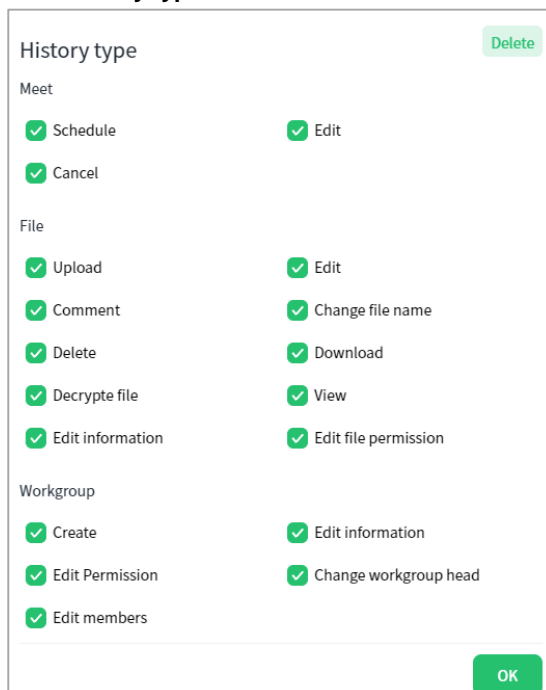 History type
Delete
Meet
Schedule
Edit
Cancel
File
Upload
Edit
Comment
Change file name
Delete
Download
Decrypte file
View
Edit information
Edit file permission
Workgroup
Create
Edit information
Edit Permission
Change workgroup head
Edit members
OK